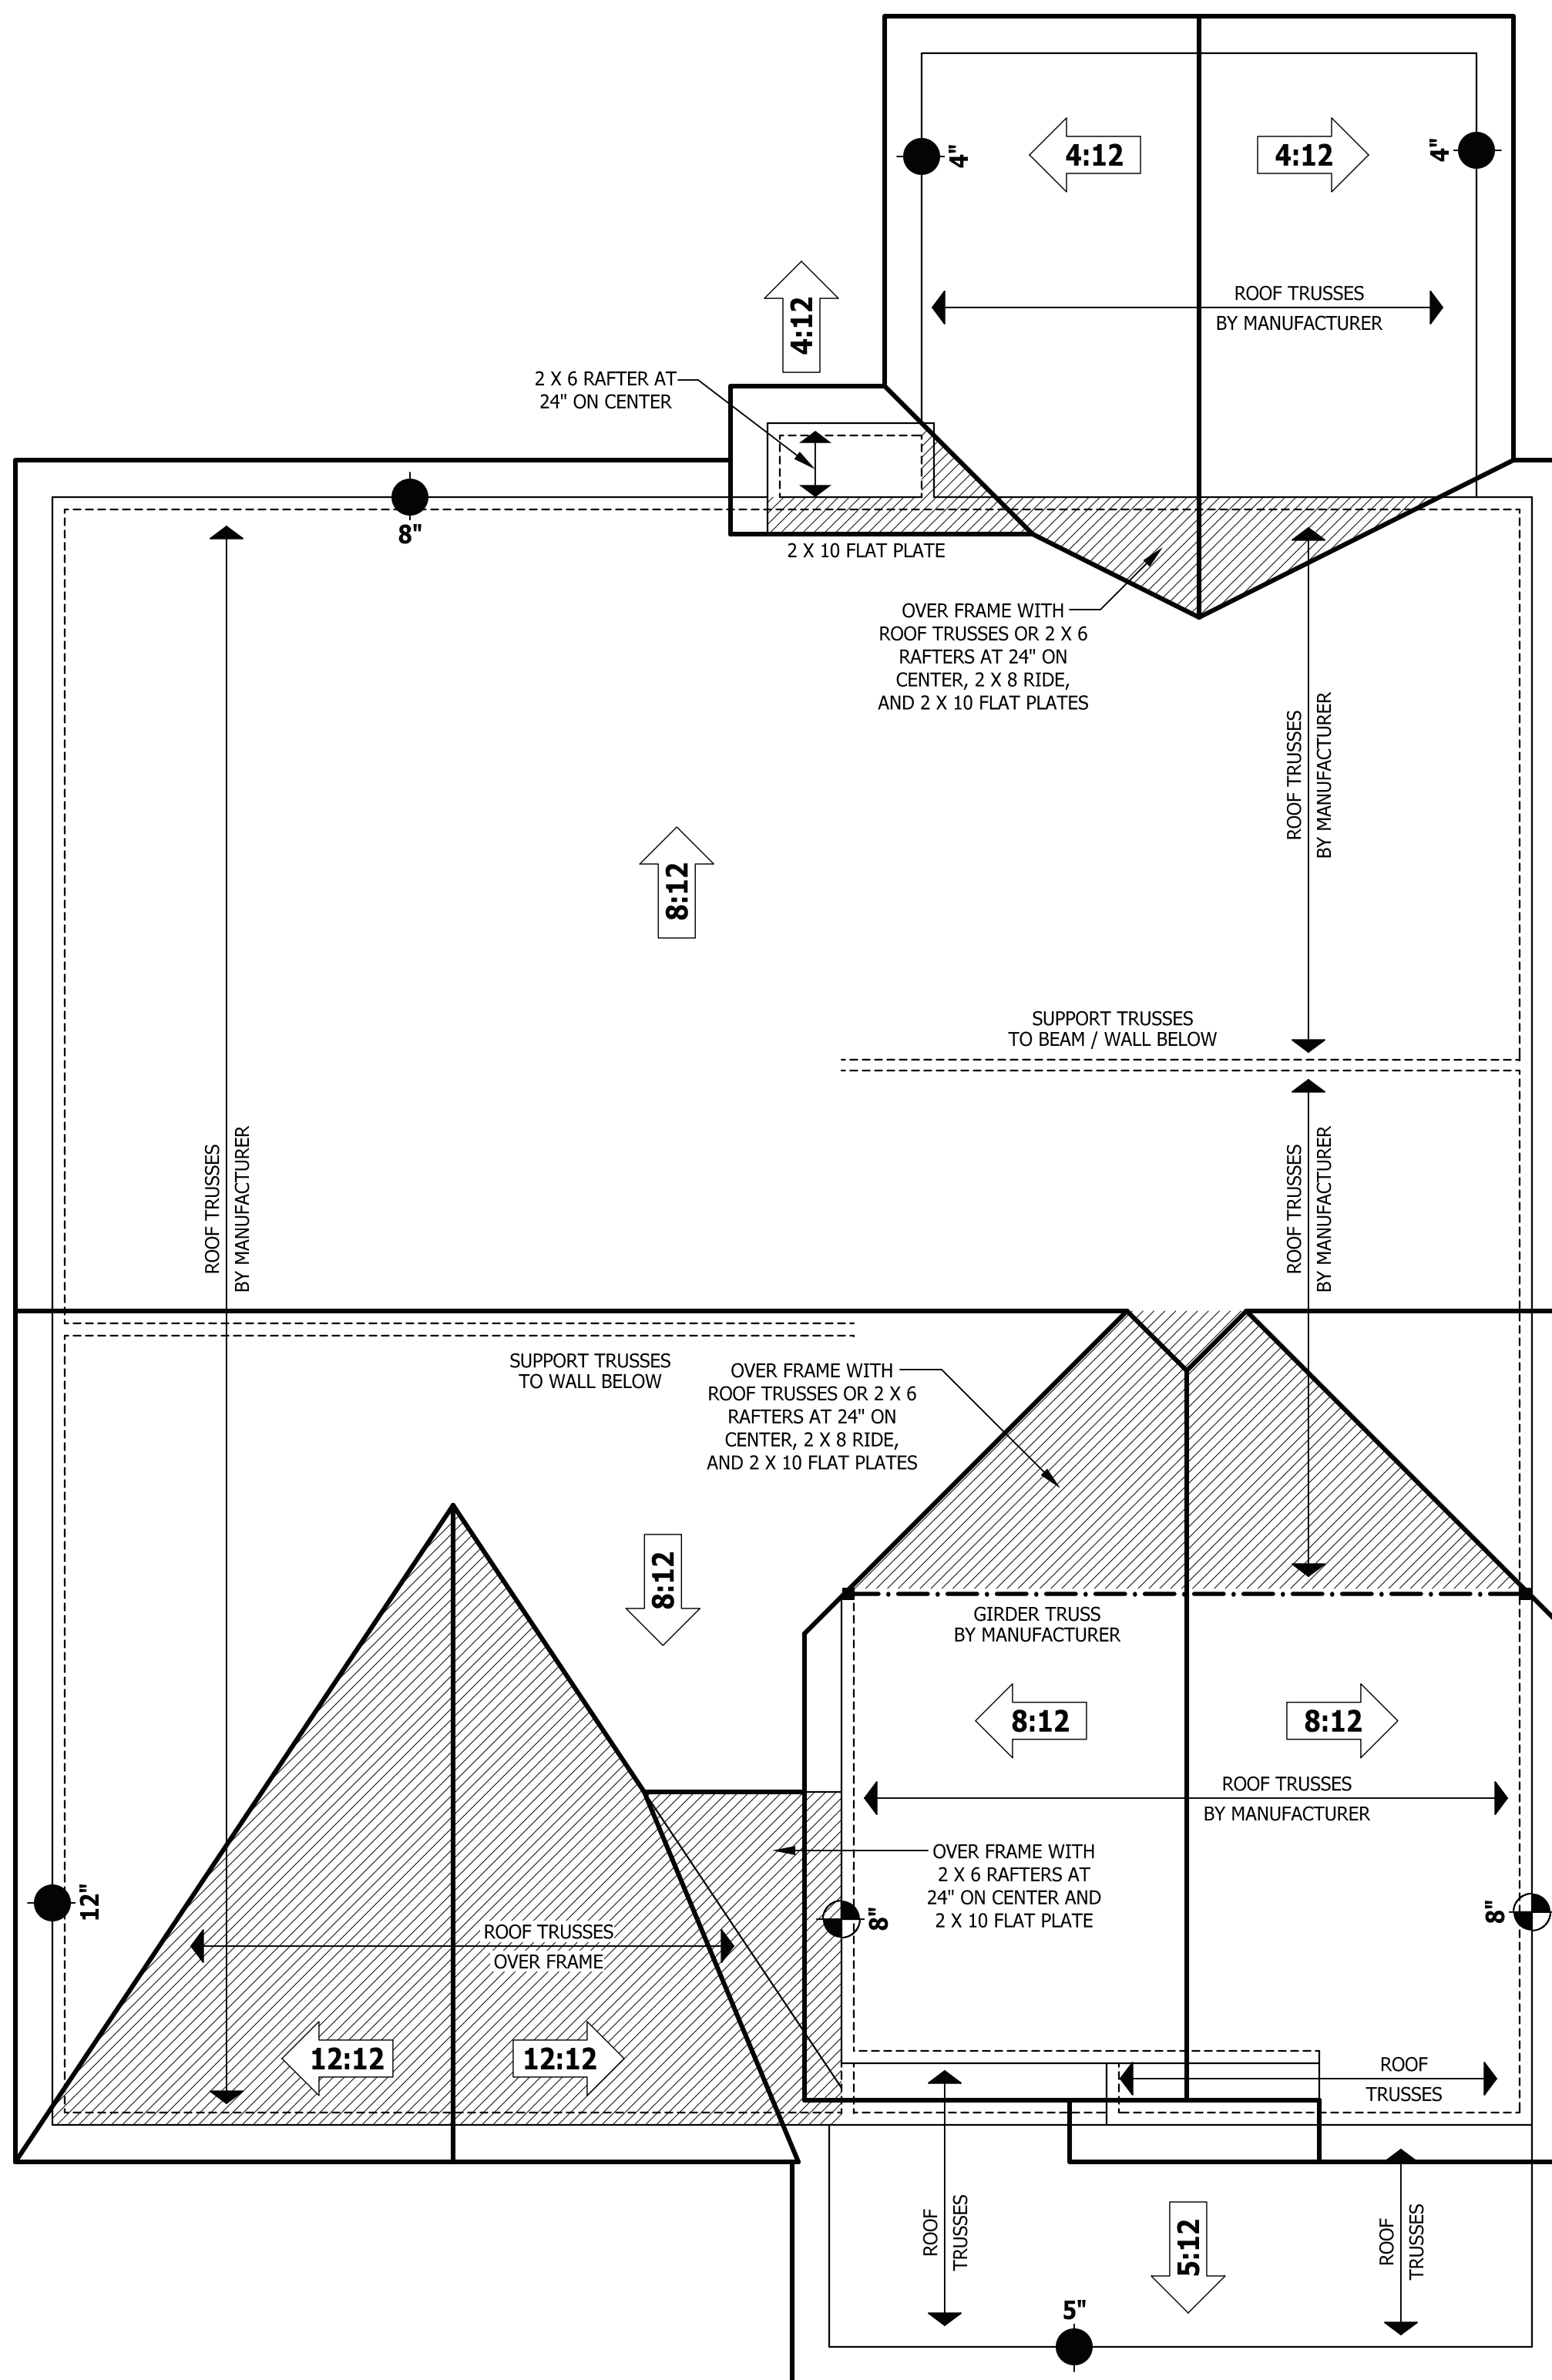 4"
4:12
4:12
4"
ROOF TRUSSES
BY MANUFACTURER
4:12
2 X 6 RAFTER AT
24" ON CENTER
8"
2 X 10 FLAT PLATE
OVER FRAME WITH
ROOF TRUSSES OR 2 X 6
RAFTERS AT 24" ON
CENTER, 2 X 8 RIDE,
AND 2 X 10 FLAT PLATES
ROOF TRUSSES
BY MANUFACTURER
8:12
SUPPORT TRUSSES
TO BEAM / WALL BELOW
ROOF TRUSSES
BY MANUFACTURER
ROOF TRUSSES
BY MANUFACTURER
SUPPORT TRUSSES
TO WALL BELOW
OVER FRAME WITH
ROOF TRUSSES OR 2 X 6
RAFTERS AT 24" ON
CENTER, 2 X 8 RIDE,
AND 2 X 10 FLAT PLATES
8:12
GIRDER TRUSS
BY MANUFACTURER
8:12
8:12
ROOF TRUSSES
BY MANUFACTURER
OVER FRAME WITH
2 X 6 RAFTERS AT
24" ON CENTER AND
2 X 10 FLAT PLATE
12"
8"
8"
ROOF TRUSSES
OVER FRAME
12:12
12:12
ROOF
TRUSSES
ROOF
TRUSSES
5:12
ROOF
TRUSSES
5"